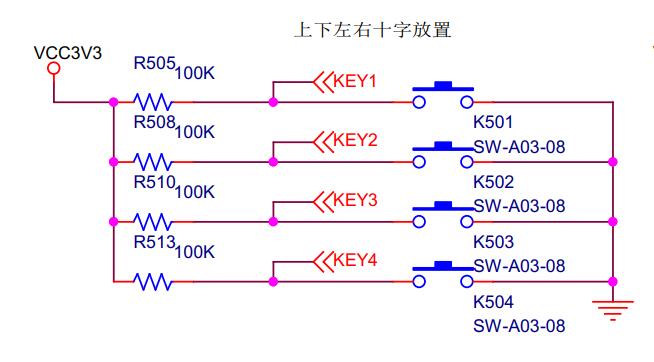 上下左右十字放置
VCC3V3
R505
100K
KEY1
K501
SW-A03-08
R508
100K
KEY2
K502
SW-A03-08
R510
100K
KEY3
K503
SW-A03-08
R513
100K
KEY4
K504
SW-A03-08